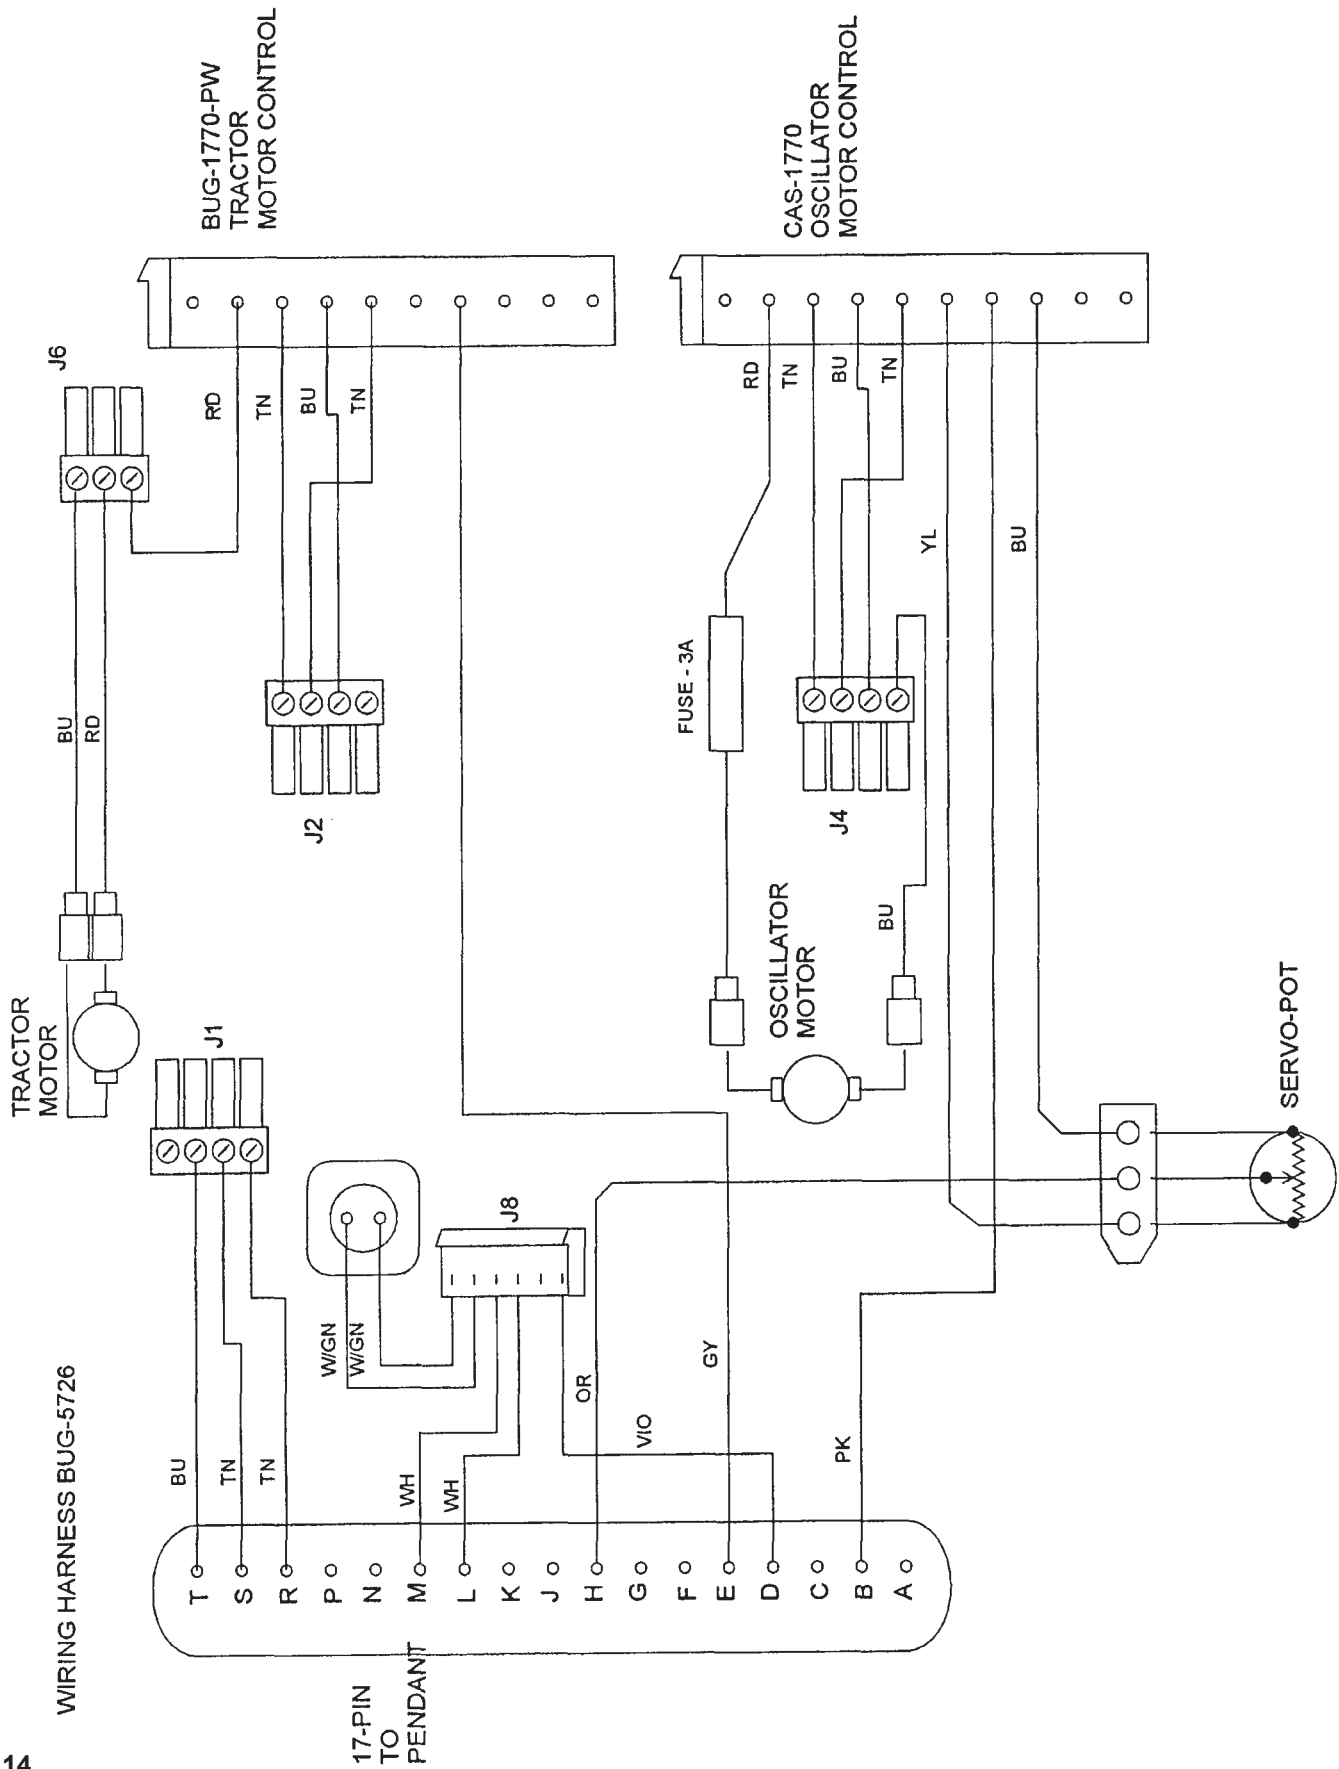 14
WIRING HARNESS BUG-5726
17-PIN
TO
PENDANT
T
S
R
P
N
M
L
K
J
H
G
F
E
D
C
B
A
BU
TN
TN
WH
WH
W/GN
W/GN
OR
VIO
GY
PK
J1
J8
TRACTOR
MOTOR
BU
RD
J6
J2
RD
TN
BU
TN
BUG-1770-PW
TRACTOR
MOTOR CONTROL
OSCILLATOR
MOTOR
BU
FUSE - 3A
J4
RD
TN
BU
TN
YL
BU
CAS-1770
OSCILLATOR
MOTOR CONTROL
SERVO-POT